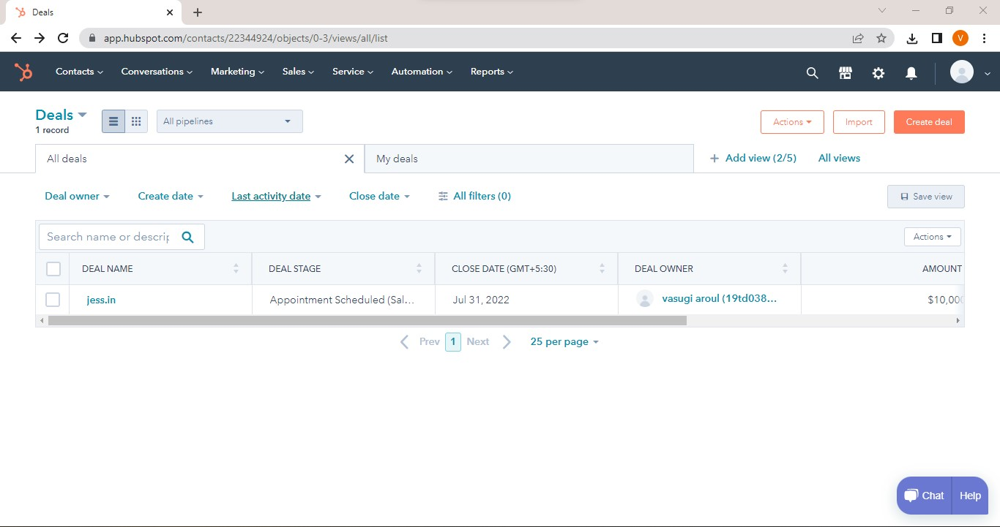 Deals
app.hubspot.com/contacts/22344924/objects/0-3/views/all/list
V
Contacts Conversations Marketing Sales Service Automation Reports
Deals
1 record
All pipelines
Actions Import Create deal
All deals My deals + Add view (2/5) All views
Deal owner Create date Last activity date Close date All filters (0) Save view
Search name or descrip
Actions
DEAL NAME DEAL STAGE CLOSE DATE (GMT+5:30) DEAL OWNER AMOUNT
jess.in Appointment Scheduled (Sal... Jul 31, 2022 vasugi aroul (19td038... $10,000
Prev 1 Next 25 per page
Chat Help